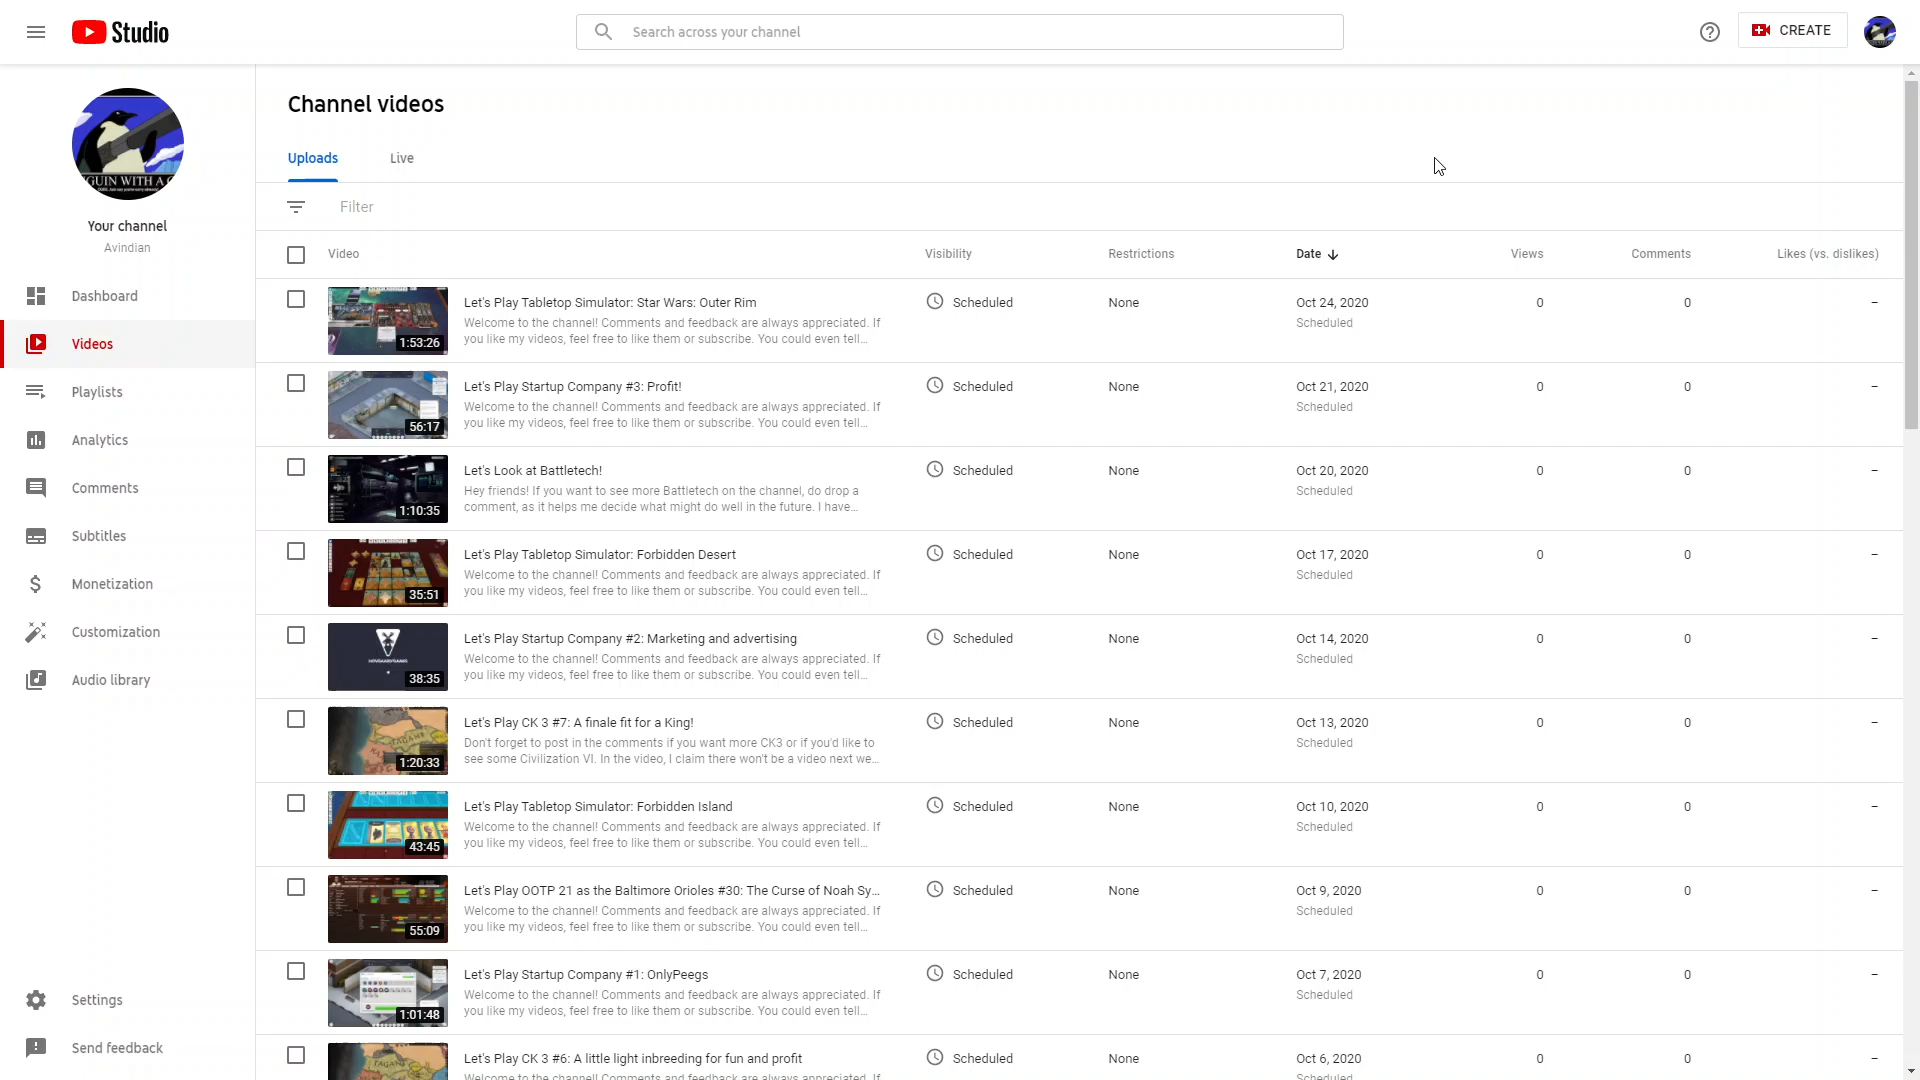 Studio
Search across your channel
CREATE
GUIN WITH A G
Your channel
Avindian
Dashboard
Videos
Playlists
Analytics
Comments
Subtitles
Monetization
Customization
Audio library
Settings
Send feedback
Channel videos
Uploads Live
Filter
Video Visibility Restrictions Date Views Comments Likes (vs. dislikes)
Let's Play Tabletop Simulator: Star Wars: Outer Rim Scheduled None Oct 24, 2020 0 0 –
Welcome to the channel! Comments and feedback are always appreciated. If Scheduled
you like my videos, feel free to like them or subscribe. You could even tell...
1:53:26
Let's Play Startup Company #3: Profit! Scheduled None Oct 21, 2020 0 0 –
Welcome to the channel! Comments and feedback are always appreciated. If Scheduled
you like my videos, feel free to like them or subscribe. You could even tell...
56:17
Let's Look at Battletech! Scheduled None Oct 20, 2020 0 0 –
Hey friends! If you want to see more Battletech on the channel, do drop a Scheduled
comment, as it helps me decide what might do well in the future. I have...
1:10:35
Let's Play Tabletop Simulator: Forbidden Desert Scheduled None Oct 17, 2020 0 0 –
Welcome to the channel! Comments and feedback are always appreciated. If Scheduled
you like my videos, feel free to like them or subscribe. You could even tell...
35:51
Let's Play Startup Company #2: Marketing and advertising Scheduled None Oct 14, 2020 0 0 –
Welcome to the channel! Comments and feedback are always appreciated. If Scheduled
you like my videos, feel free to like them or subscribe. You could even tell...
38:35
Let's Play CK 3 #7: A finale fit for a King! Scheduled None Oct 13, 2020 0 0 –
Don't forget to post in the comments if you want more CK3 or if you'd like to Scheduled
see some Civilization VI. In the video, I claim there won't be a video next we...
1:20:33
Let's Play Tabletop Simulator: Forbidden Island Scheduled None Oct 10, 2020 0 0 –
Welcome to the channel! Comments and feedback are always appreciated. If Scheduled
you like my videos, feel free to like them or subscribe. You could even tell...
43:45
Let's Play OOTP 21 as the Baltimore Orioles #30: The Curse of Noah Sy... Scheduled None Oct 9, 2020 0 0 –
Welcome to the channel! Comments and feedback are always appreciated. If Scheduled
you like my videos, feel free to like them or subscribe. You could even tell...
55:09
Let's Play Startup Company #1: OnlyPeegs Scheduled None Oct 7, 2020 0 0 –
Welcome to the channel! Comments and feedback are always appreciated. If Scheduled
you like my videos, feel free to like them or subscribe. You could even tell...
1:01:48
Let's Play CK 3 #6: A little light inbreeding for fun and profit Scheduled None Oct 6, 2020 0 0 –
Welcome to the channel! Comments and feedback are always appreciated. If Scheduled